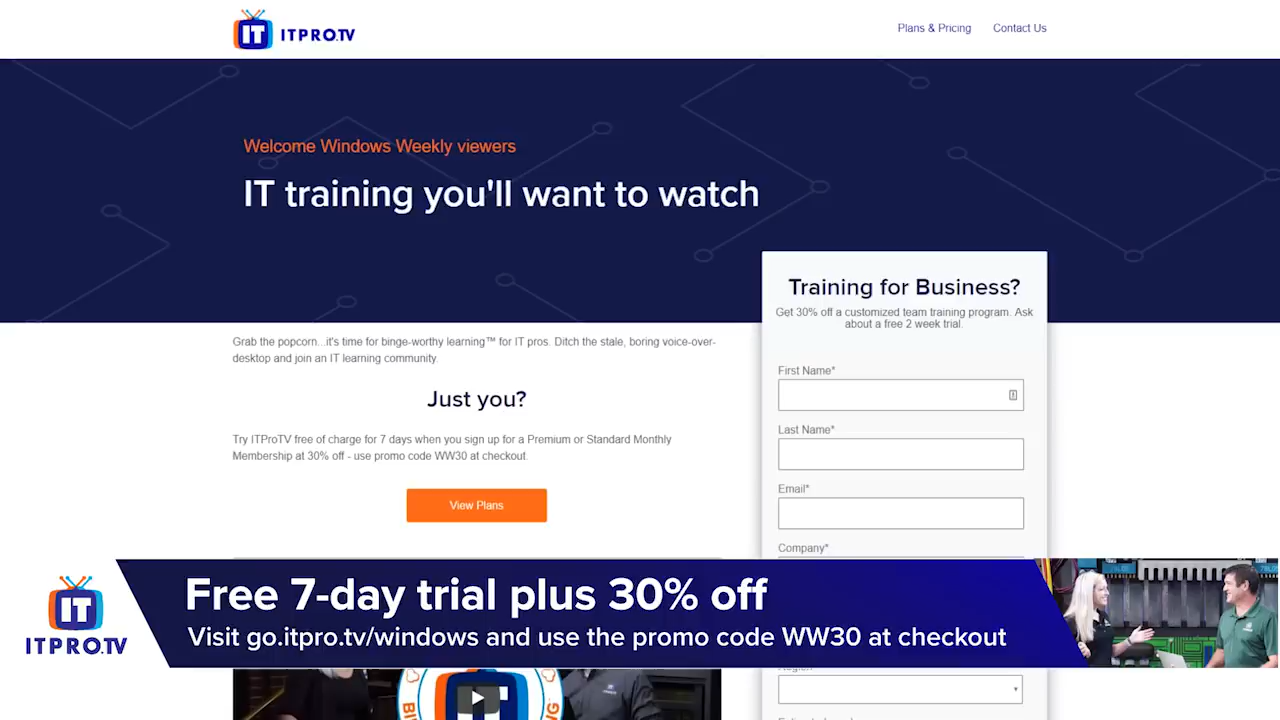 IT ITPRO.TV
Plans & Pricing
Contact Us
Welcome Windows Weekly viewers
IT training you'll want to watch
Grab the popcorn...it's time for binge-worthy learning™ for IT pros. Ditch the stale, boring voice-over-
desktop and join an IT learning community.
Just you?
Try ITProTV free of charge for 7 days when you sign up for a Premium or Standard Monthly
Membership at 30% off - use promo code WW30 at checkout.
View Plans
Training for Business?
Get 30% off a customized team training program. Ask
about a free 2 week trial.
First Name*
Last Name*
Email*
Company*
IT
ITPRO.TV
Free 7-day trial plus 30% off
Visit go.itpro.tv/windows and use the promo code WW30 at checkout
Region
IT